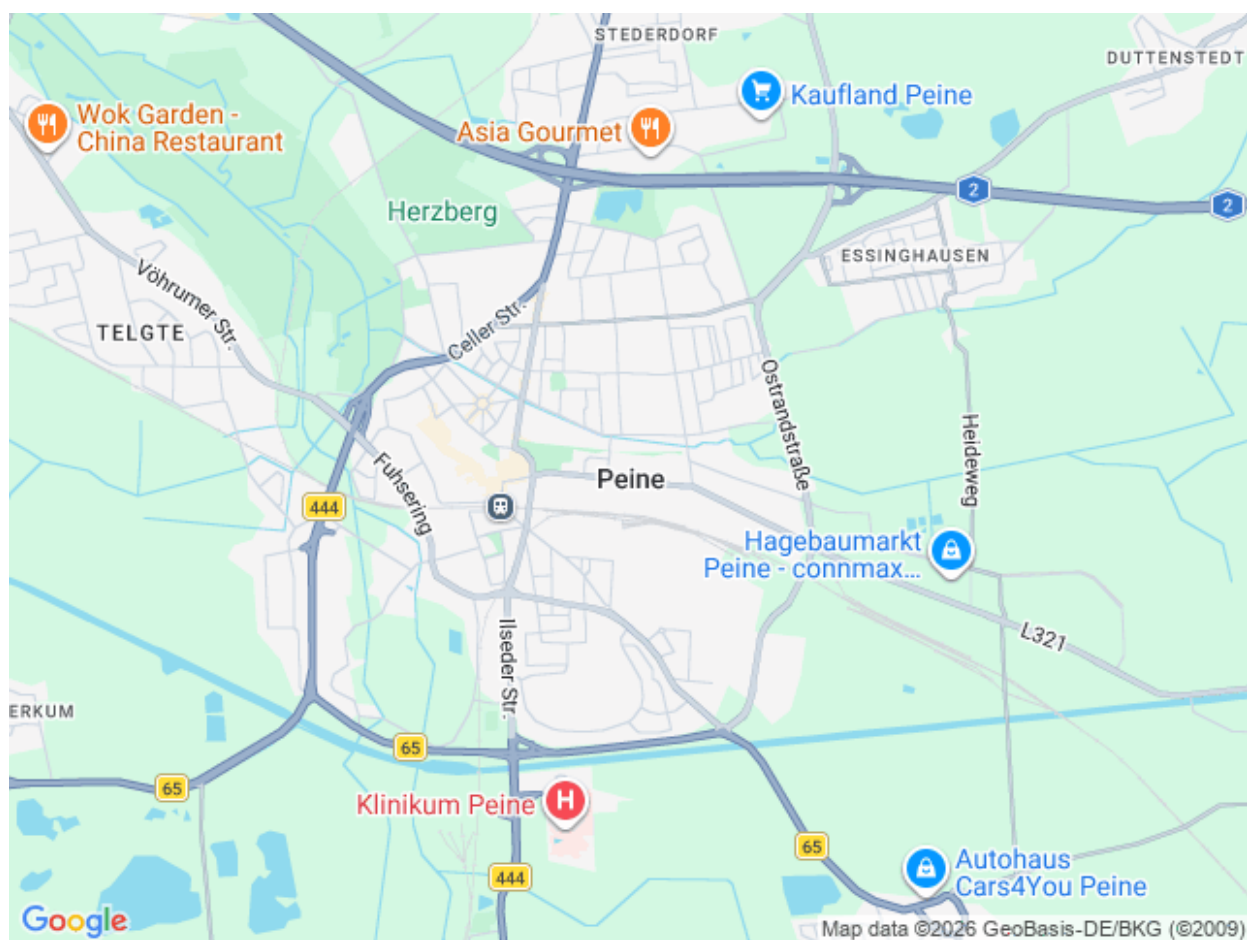 STEDERDORF
DUTTENSTEDT
Kaufland Peine
Wok Garden -
China Restaurant
Asia Gourmet
2
2
Herzberg
ESSINGHAUSEN
Vöhrumer Str.
TELGTE
Celler Str.
Ostrandstraße
Heideweg
Fuhsering
Peine
444
Hagebaumarkt
Peine - connmax...
L321
Ilseder Str.
ERKUM
65
65
Klinikum Peine
H
65
444
Autohaus
Cars4You Peine
Google
Map data ©2026 GeoBasis-DE/BKG (©2009)